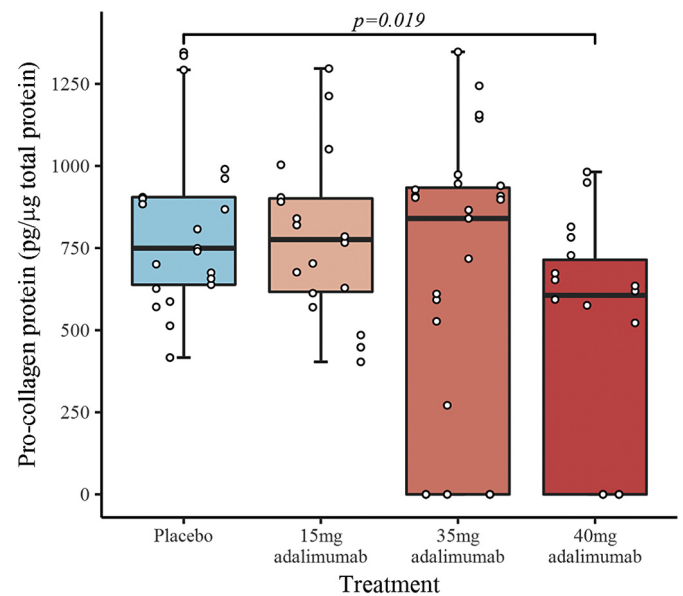 p=0.019
Pro-collagen protein (pg/μg total protein)
1250
1000
750
500
250
0
Placebo
15mg
adalimumab
35mg
adalimumab
40mg
adalimumab
Treatment